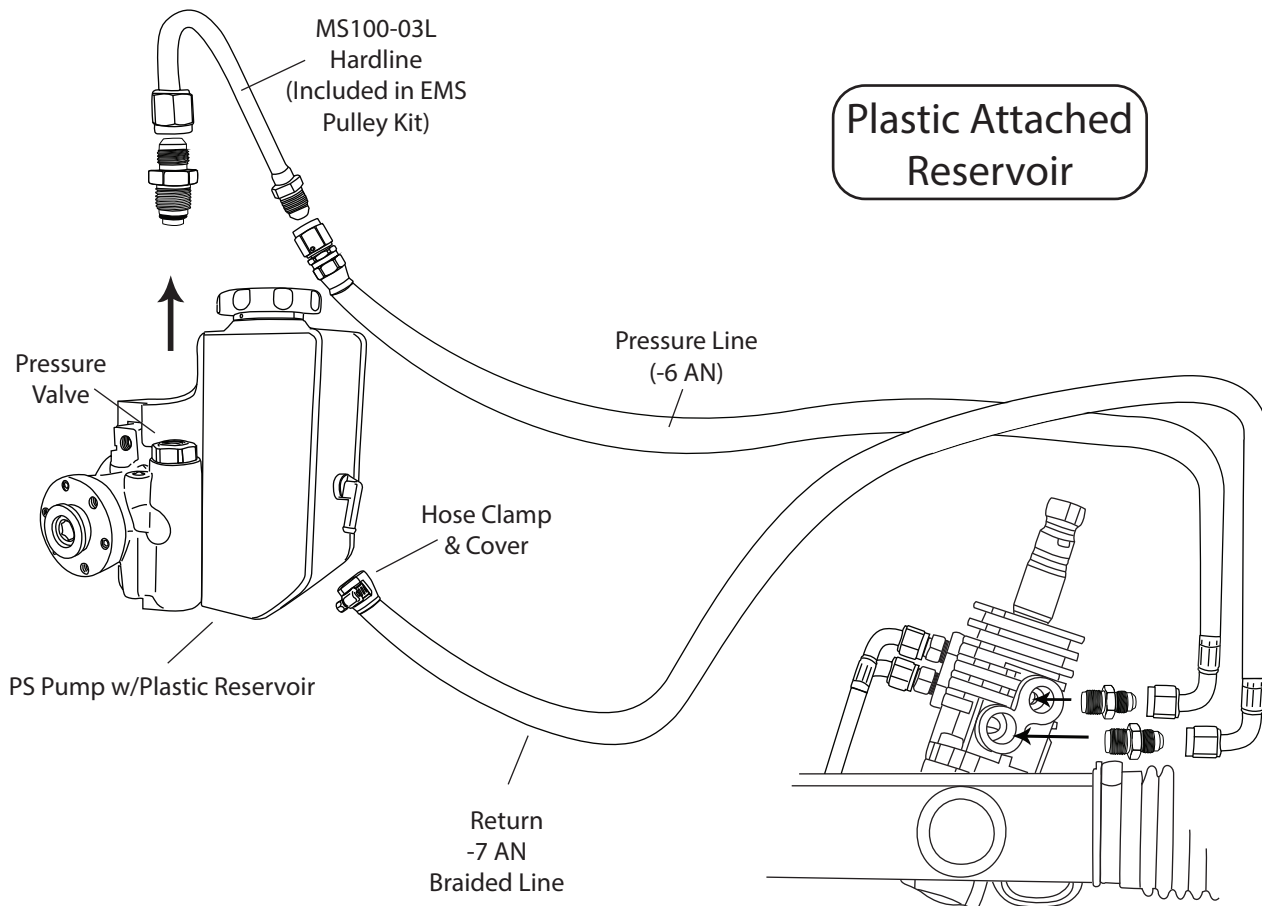 MS100-03L
Hardline
(Included in EMS
Pulley Kit)
Plastic Attached
Reservoir
Pressure
Valve
Pressure Line
(-6 AN)
Hose Clamp
& Cover
PS Pump w/Plastic Reservoir
Return
-7 AN
Braided Line